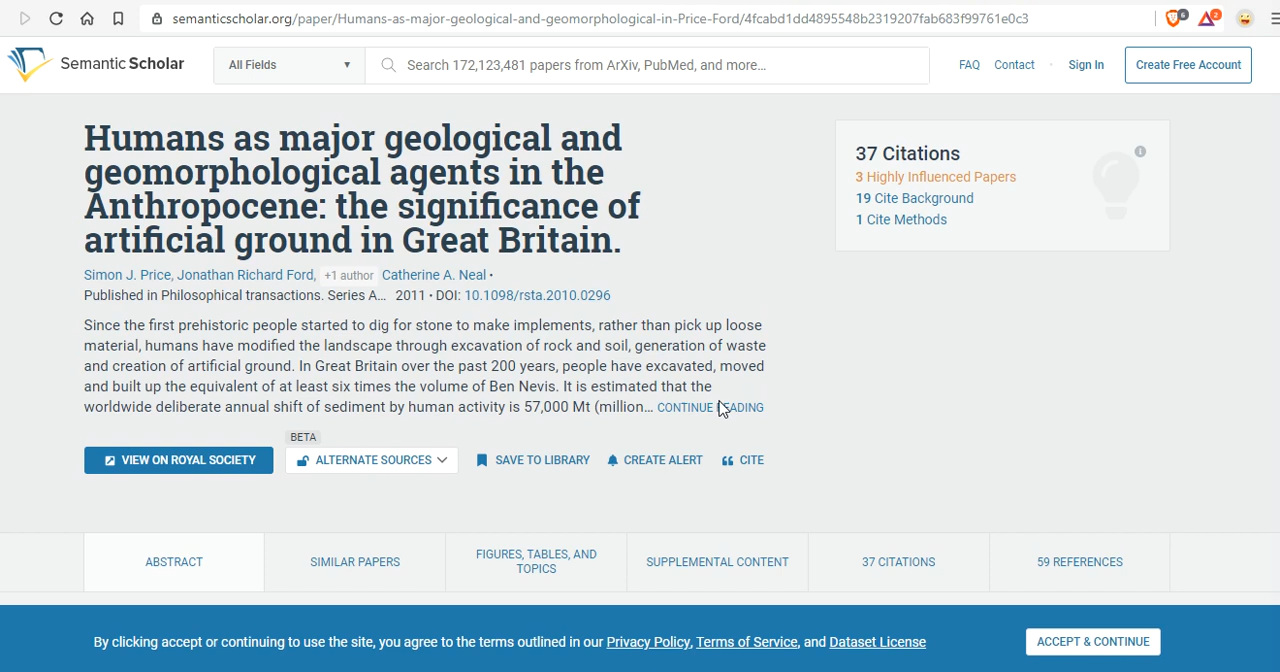 semanticscholar.org/paper/Humans-as-major-geological-and-geomorphological-in-Price-Ford/4fcabd1dd4895548b2319207fab683f99761e0c3
6
2
Semantic Scholar
All Fields
Search 172,123,481 papers from ArXiv, PubMed, and more...
FAQ
Contact
Sign In
Create Free Account
Humans as major geological and
geomorphological agents in the
Anthropocene: the significance of
artificial ground in Great Britain.
Simon J. Price, Jonathan Richard Ford, +1 author Catherine A. Neal •
Published in Philosophical transactions. Series A... 2011 • DOI: 10.1098/rsta.2010.0296
Since the first prehistoric people started to dig for stone to make implements, rather than pick up loose
material, humans have modified the landscape through excavation of rock and soil, generation of waste
and creation of artificial ground. In Great Britain over the past 200 years, people have excavated, moved
and built up the equivalent of at least six times the volume of Ben Nevis. It is estimated that the
worldwide deliberate annual shift of sediment by human activity is 57,000 Mt (million... CONTINUE READING
37 Citations
3 Highly Influenced Papers
19 Cite Background
1 Cite Methods
BETA
VIEW ON ROYAL SOCIETY
ALTERNATE SOURCES
SAVE TO LIBRARY
CREATE ALERT
CITE
ABSTRACT
SIMILAR PAPERS
FIGURES, TABLES, AND
TOPICS
SUPPLEMENTAL CONTENT
37 CITATIONS
59 REFERENCES
By clicking accept or continuing to use the site, you agree to the terms outlined in our Privacy Policy, Terms of Service, and Dataset License
ACCEPT & CONTINUE